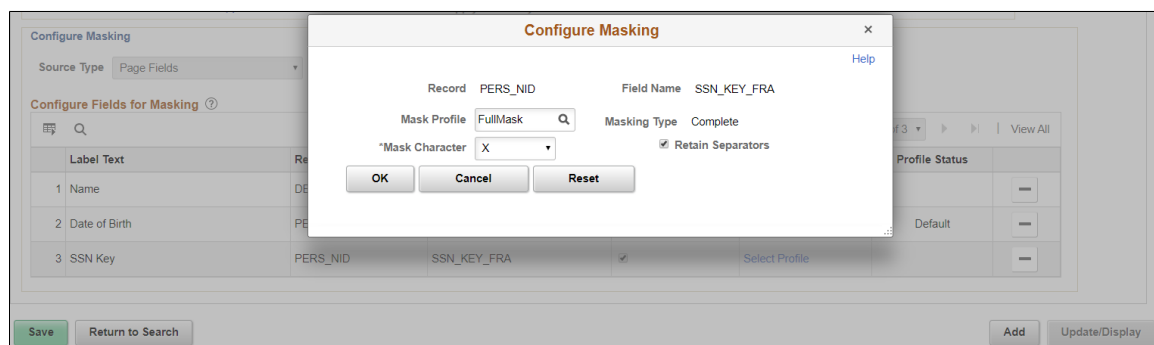 Configure Masking
Configure Masking ×
Help
Source Type Page Fields
Record PERS_NID Field Name SSN_KEY_FRA
Configure Fields for Masking
Mask Profile FullMask Masking Type Complete
of 3 | View All
*Mask Character X Retain Separators
Label Text Profile Status
OK Cancel Reset
1 Name
2 Date of Birth Default
3 SSN Key PERS_NID SSN_KEY_FRA Select Profile
Save Return to Search Add Update/Display